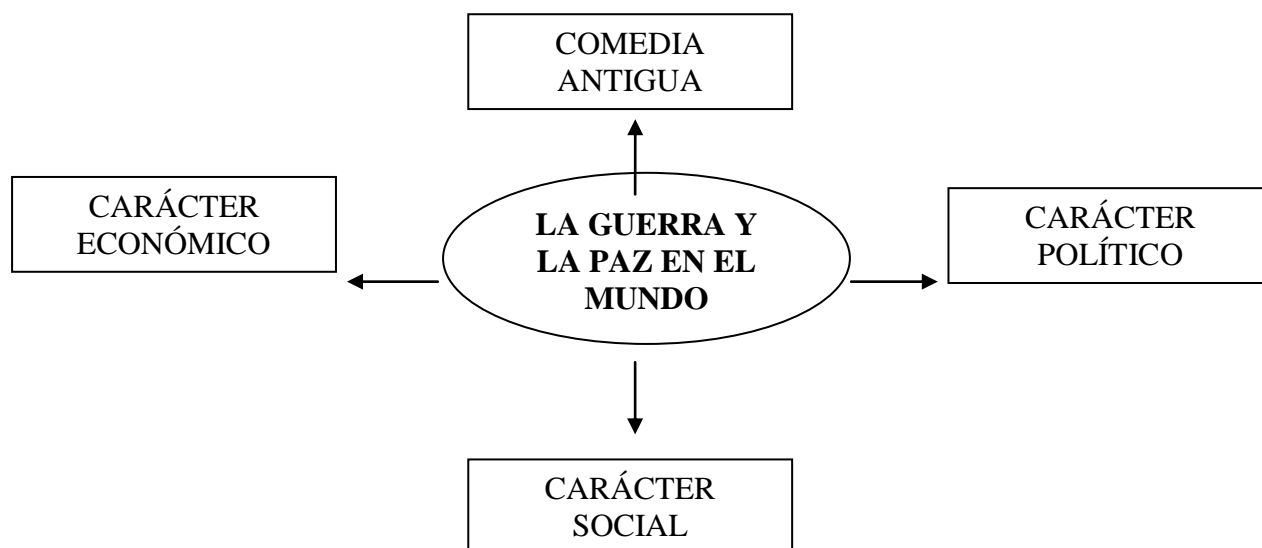 COMEDIA
ANTIGUA
CARÁCTER
ECONÓMICO
LA GUERRA Y
LA PAZ EN EL
MUNDO
CARÁCTER
POLÍTICO
CARÁCTER
SOCIAL